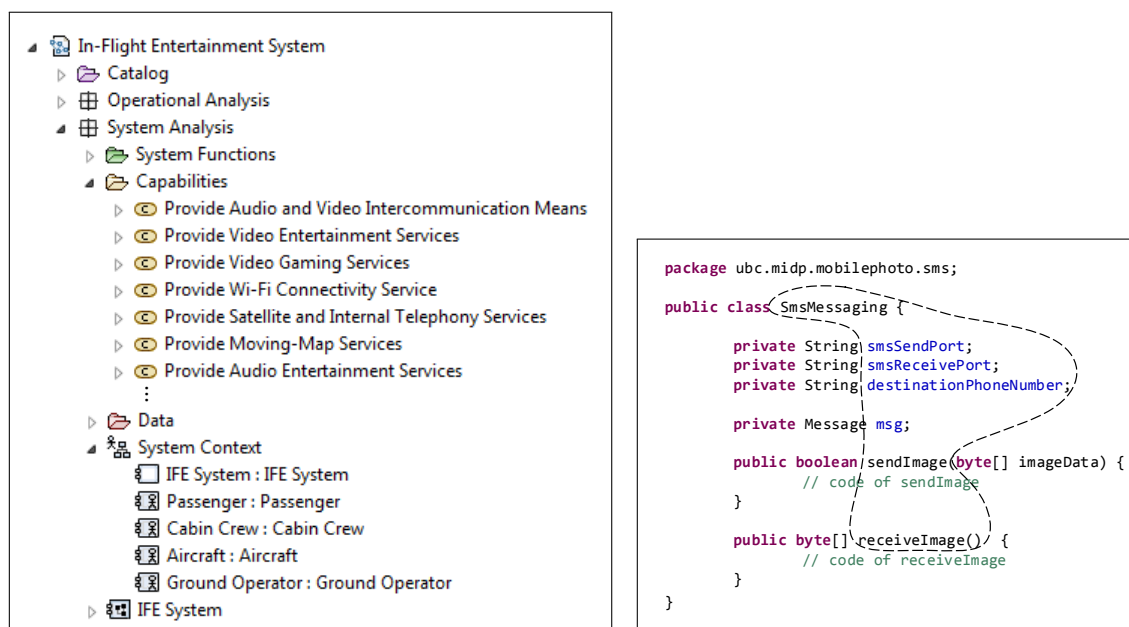 In-Flight Entertainment System
Catalog
Operational Analysis
System Analysis
System Functions
Capabilities
Provide Audio and Video Intercommunication Means
Provide Video Entertainment Services
Provide Video Gaming Services
Provide Wi-Fi Connectivity Service
Provide Satellite and Internal Telephony Services
Provide Moving-Map Services
Provide Audio Entertainment Services
⋮
Data
System Context
IFE System : IFE System
Passenger : Passenger
Cabin Crew : Cabin Crew
Aircraft : Aircraft
Ground Operator : Ground Operator
IFE System
package ubc.midp.mobilephoto.sms;
public class SmsMessaging {
private String smsSendPort;
private String smsReceivePort;
private String destinationPhoneNumber;
private Message msg;
public boolean sendImage(byte[] imageData) {
// code of sendImage
}
public byte[] receiveImage() {
// code of receiveImage
}
}